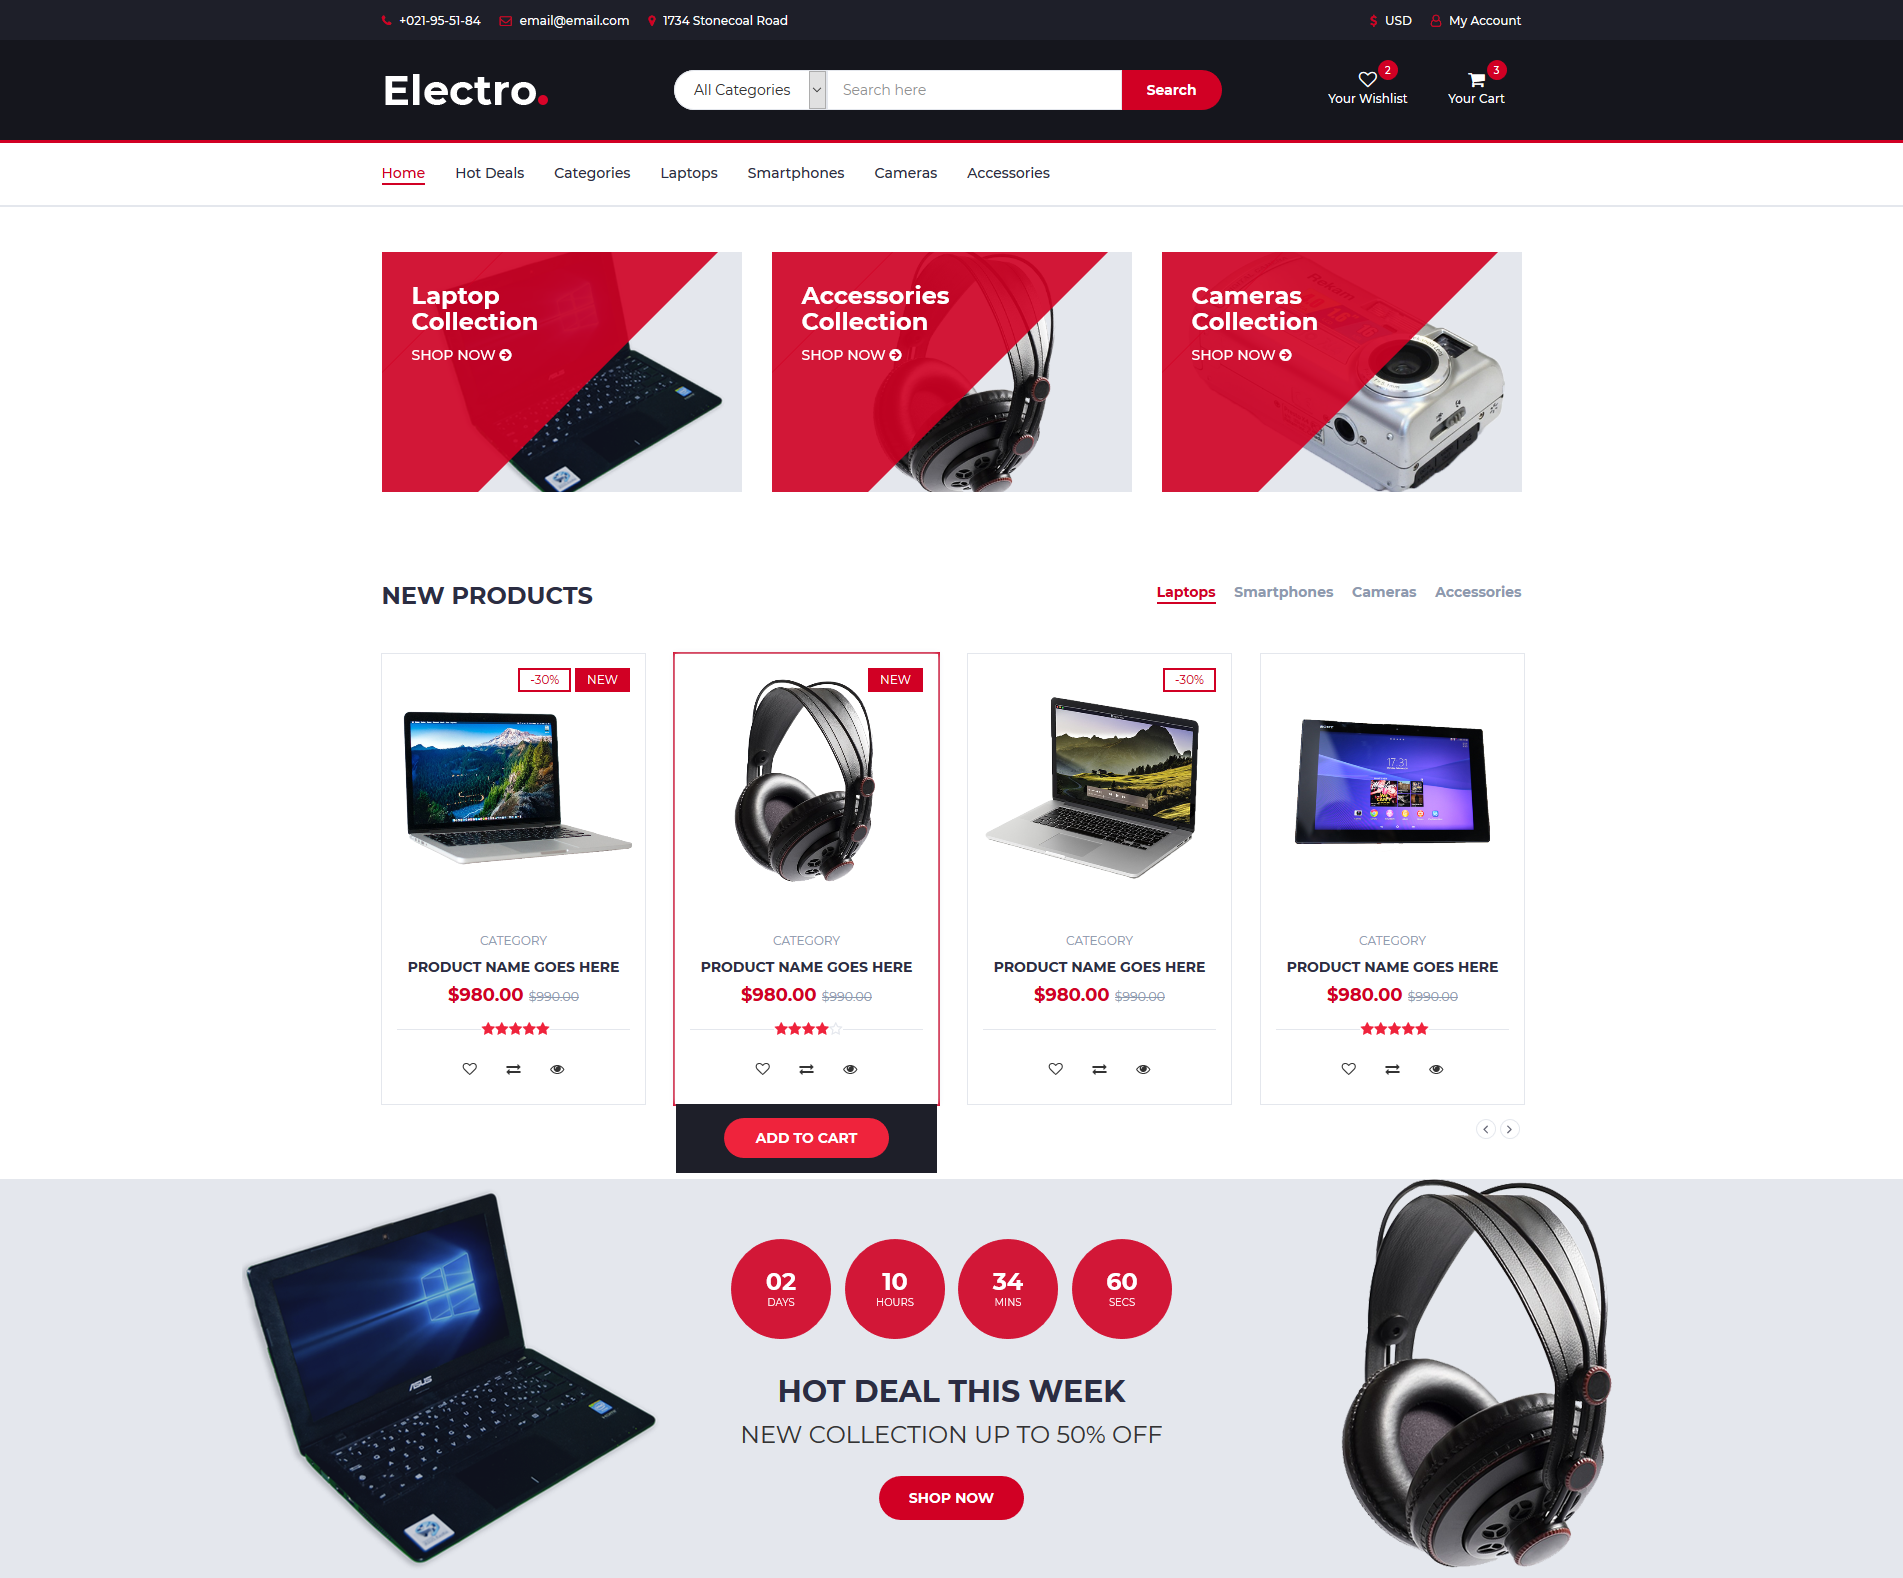 +021-95-51-84 email@email.com 1734 Stonecoal Road USD My Account
Electro.
All Categories Search here Search
2 Your Wishlist
3 Your Cart
Home Hot Deals Categories Laptops Smartphones Cameras Accessories
Laptop
Collection
SHOP NOW
Accessories
Collection
SHOP NOW
Cameras
Collection
SHOP NOW
NEW PRODUCTS
Laptops Smartphones Cameras Accessories
-30% NEW
CATEGORY
PRODUCT NAME GOES HERE
$980.00 $990.00
NEW
CATEGORY
PRODUCT NAME GOES HERE
$980.00 $990.00
ADD TO CART
-30%
CATEGORY
PRODUCT NAME GOES HERE
$980.00 $990.00
SONY
17:31
CATEGORY
PRODUCT NAME GOES HERE
$980.00 $990.00
ASUS
02
DAYS
10
HOURS
34
MINS
60
SECS
HOT DEAL THIS WEEK
NEW COLLECTION UP TO 50% OFF
SHOP NOW